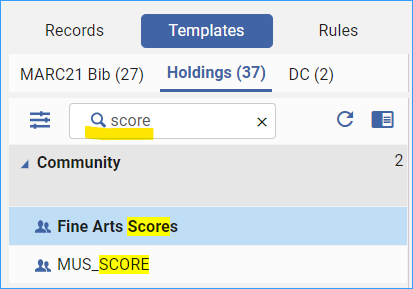 Records Templates Rules
MARC21 Bib (27) Holdings (37) DC (2)
score ×
Community 2
Fine Arts Scores
MUS_SCORE